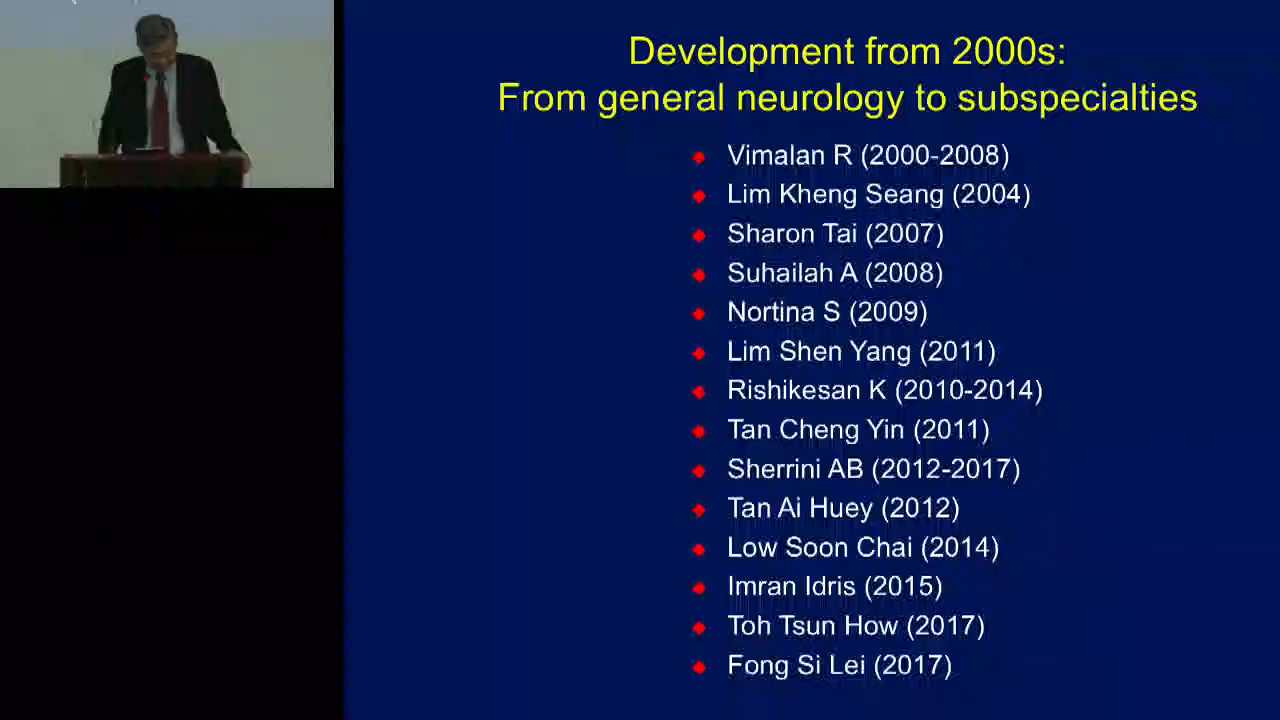 Development from 2000s:
From general neurology to subspecialties
Vimalan R (2000-2008)
Lim Kheng Seang (2004)
Sharon Tai (2007)
Suhailah A (2008)
Nortina S (2009)
Lim Shen Yang (2011)
Rishikesan K (2010-2014)
Tan Cheng Yin (2011)
Sherrini AB (2012-2017)
Tan Ai Huey (2012)
Low Soon Chai (2014)
Imran Idris (2015)
Toh Tsun How (2017)
Fong Si Lei (2017)